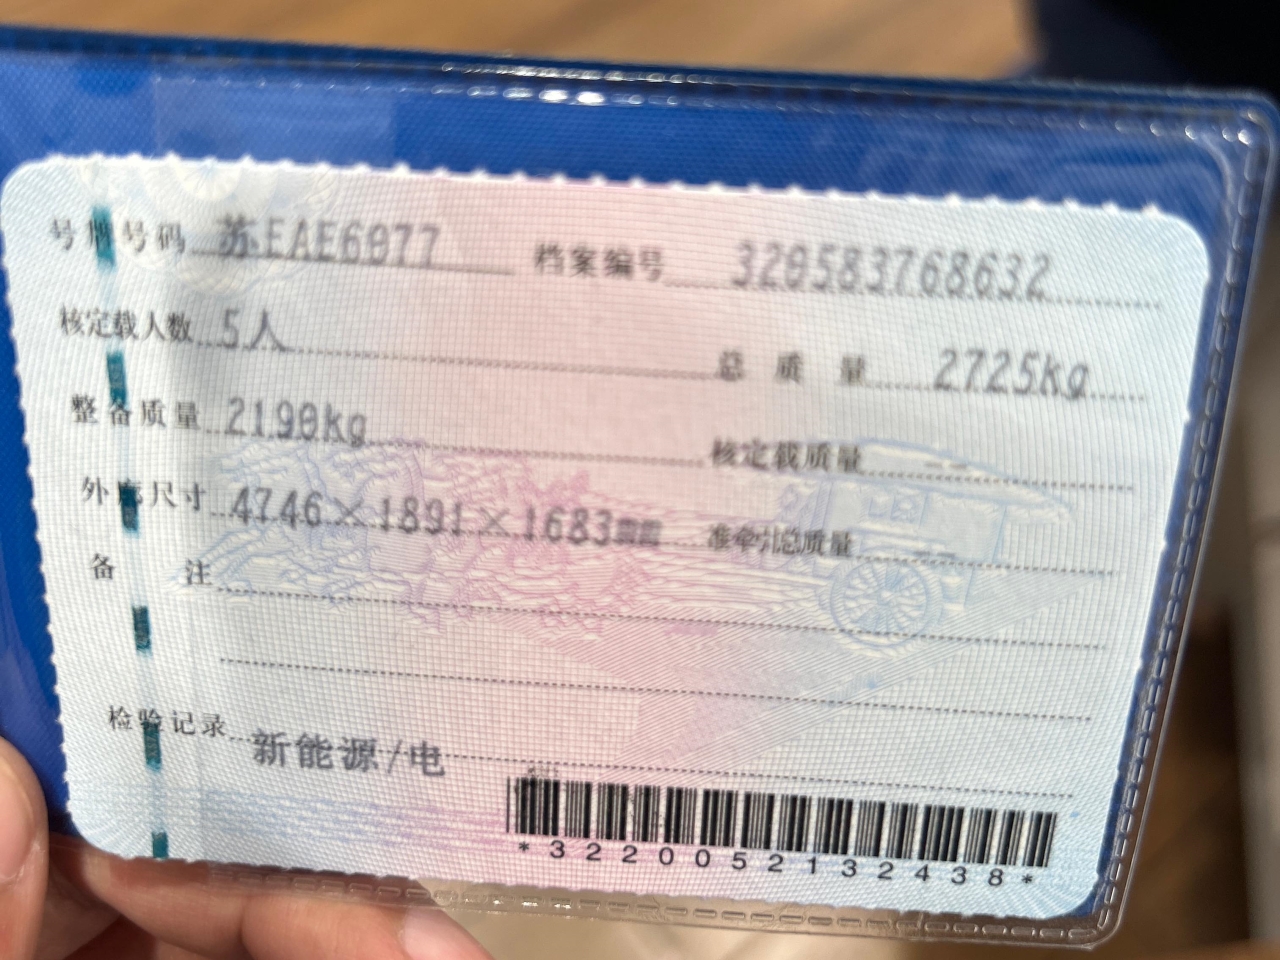 号牌号码 苏EAE6077 档案编号 320583768632
核定载人数 5人 总质量 2725kg
整备质量 2190kg 核定载质量 --
外廓尺寸 4746×1891×1683mm 准牵引总质量 --
备注
检验记录 新能源/电
*3220052132438*